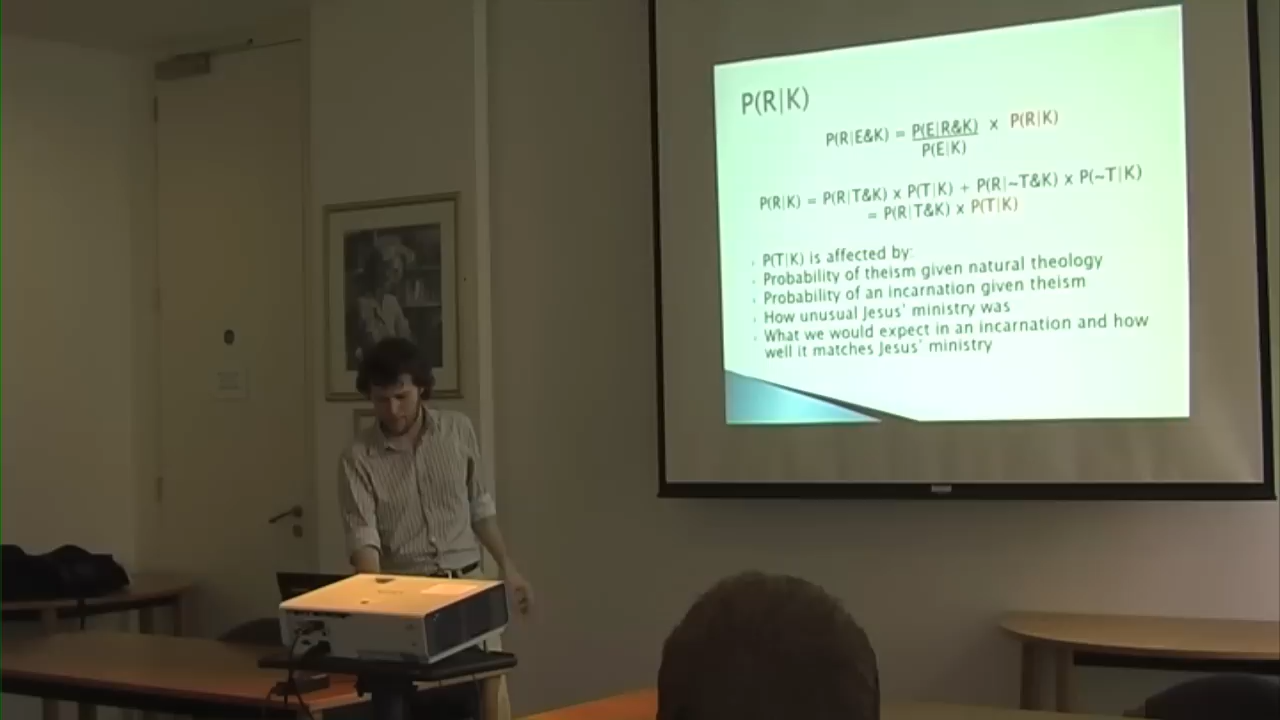 P(R|K)
P(R|E&K) = P(E|R&K) x P(R|K)
P(E|K)
P(R|K) = P(R|T&K) x P(T|K) + P(R|~T&K) x P(~T|K)
= P(R|T&K) x P(T|K)
P(T|K) is affected by:
Probability of theism given natural theology
Probability of an incarnation given theism
How unusual Jesus' ministry was
What we would expect in an incarnation and how
well it matches Jesus' ministry